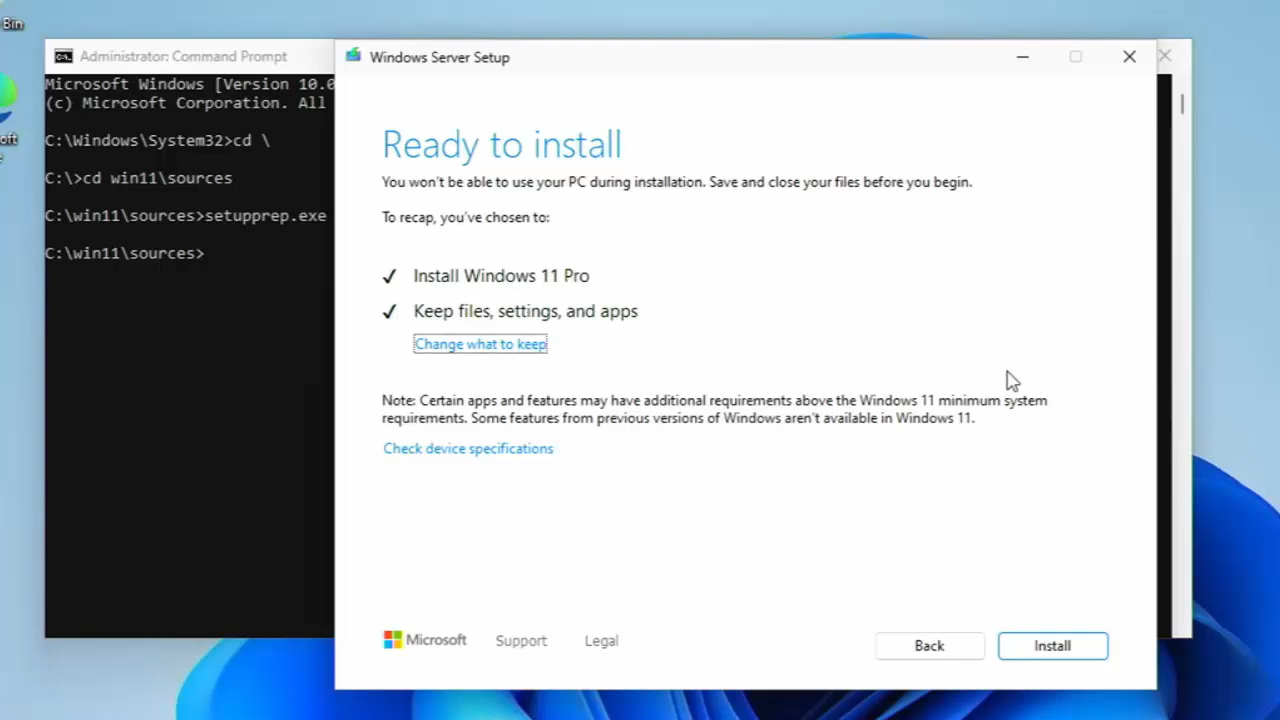 Bin
Administrator: Command Prompt
Microsoft Windows [Version 10.0
(c) Microsoft Corporation. All
C:\Windows\System32>cd \
C:\>cd win11\sources
C:\win11\sources>setupprep.exe
C:\win11\sources>
Windows Server Setup
Ready to install
You won't be able to use your PC during installation. Save and close your files before you begin.
To recap, you've chosen to:
Install Windows 11 Pro
Keep files, settings, and apps
Change what to keep
Note: Certain apps and features may have additional requirements above the Windows 11 minimum system
requirements. Some features from previous versions of Windows aren't available in Windows 11.
Check device specifications
Microsoft
Support
Legal
Back
Install